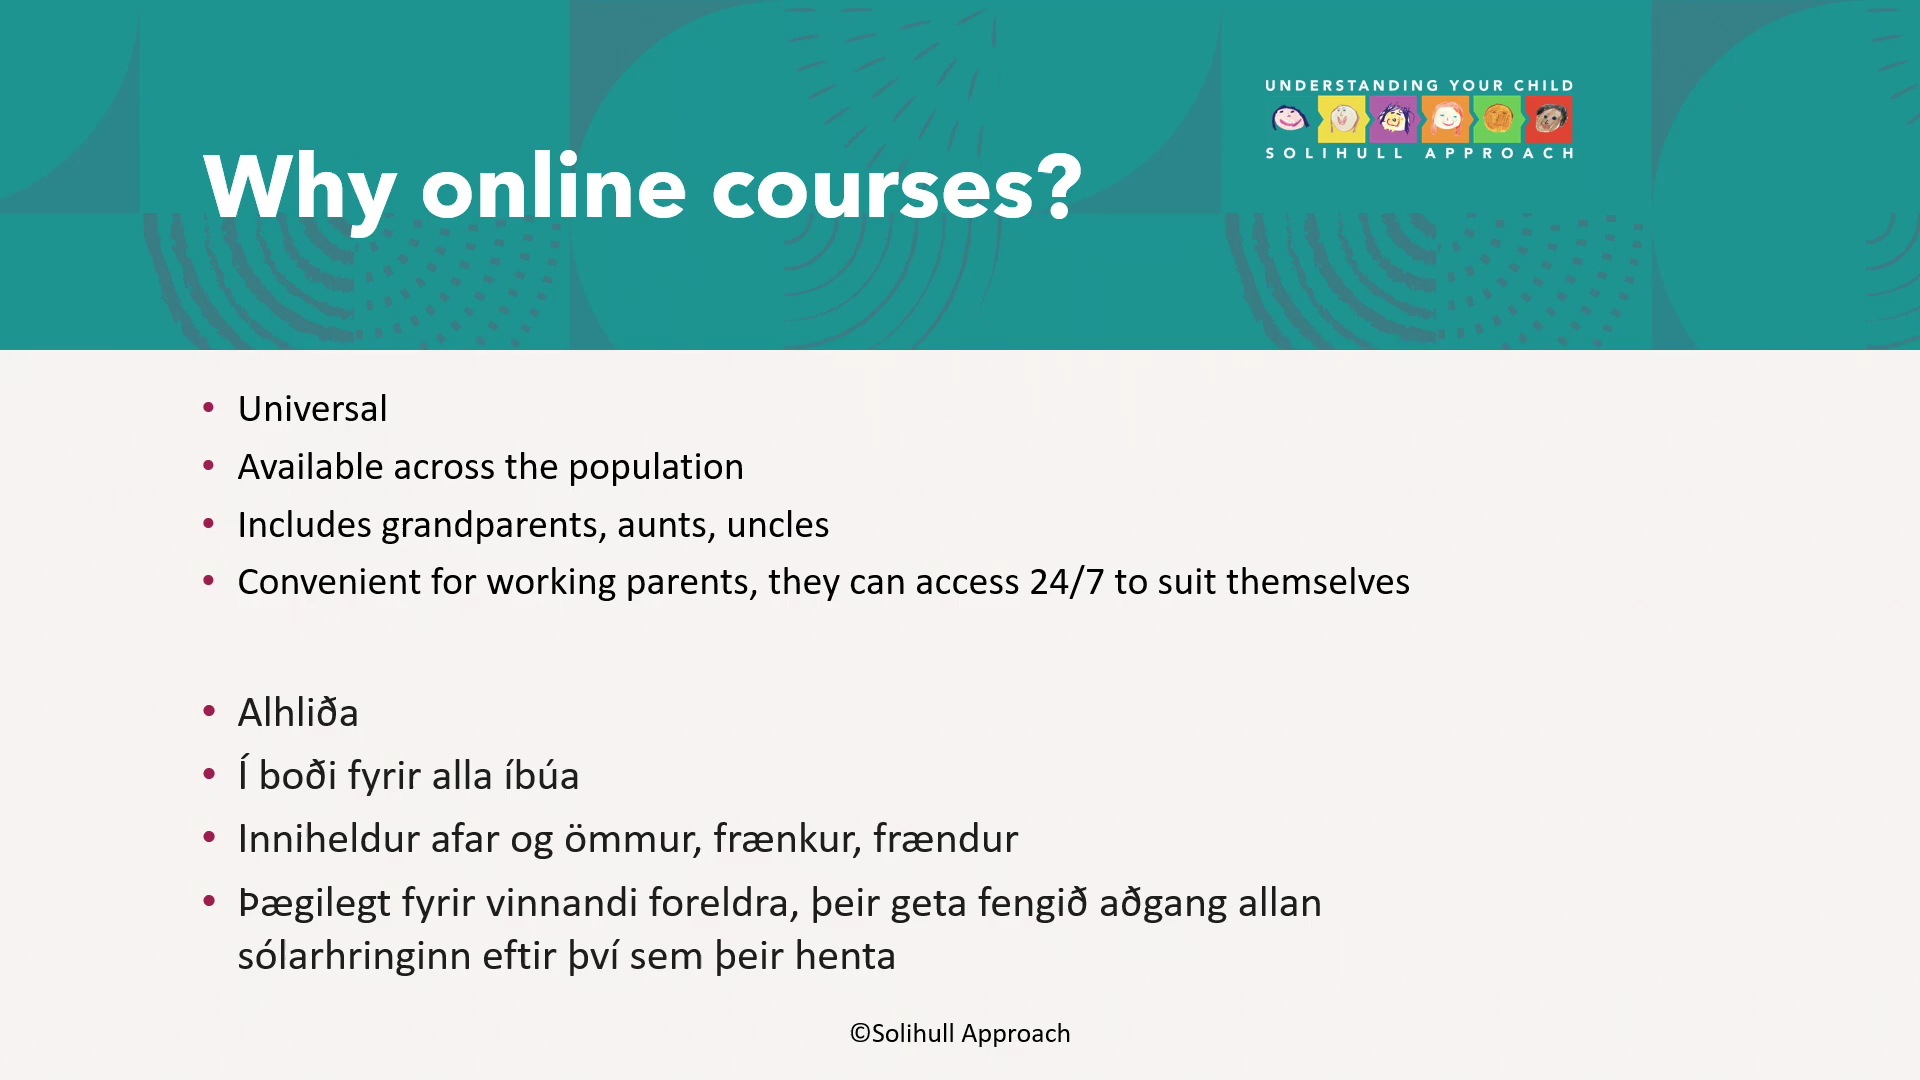 UNDERSTANDING YOUR CHILD
SOLIHULL APPROACH
Why online courses?
• Universal
• Available across the population
• Includes grandparents, aunts, uncles
• Convenient for working parents, they can access 24/7 to suit themselves
• Alhliða
• Í boði fyrir alla íbúa
• Inniheldur afar og ömmur, frænkur, frændur
• Þægilegt fyrir vinnandi foreldra, þeir geta fengið aðgang allan
sólarhringinn eftir því sem þeir henta
©Solihull Approach